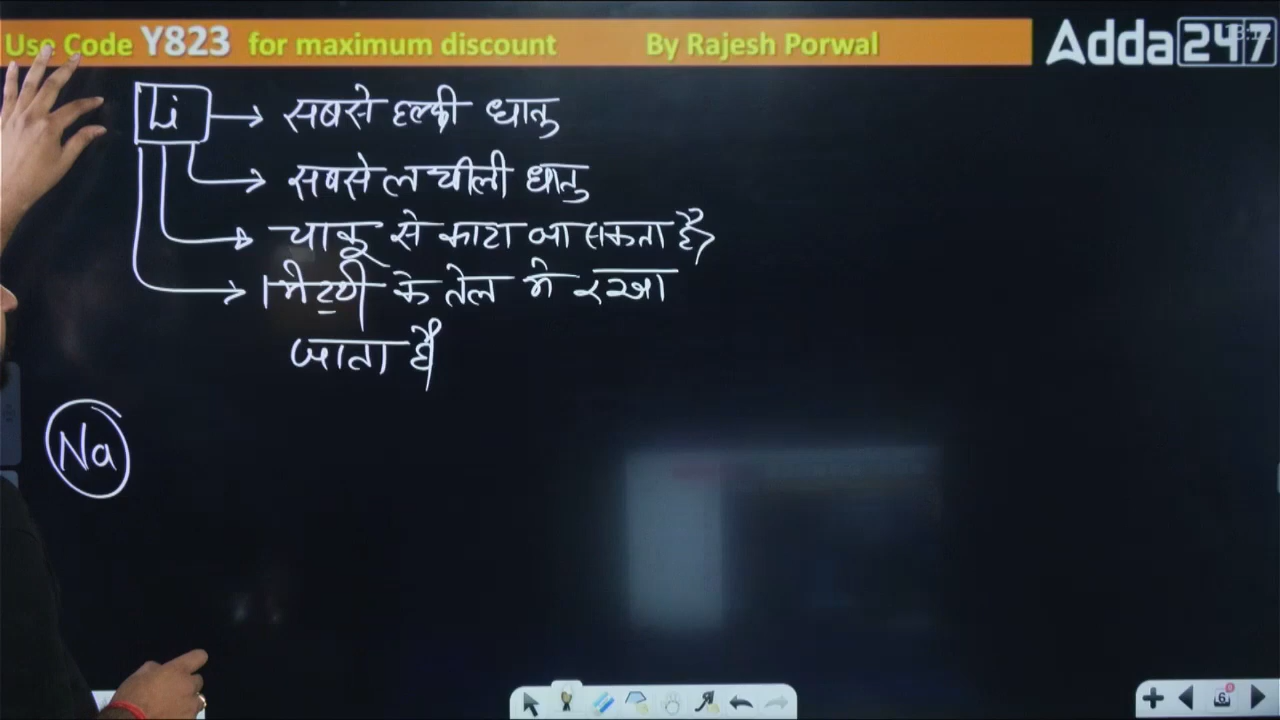 Use Code Y823 for maximum discount By Rajesh Porwal
Adda247
Li → सबसे हल्की धातु
→ सबसे लचीली धातु
→ चाकू से काटा जा सकता है
→ मिट्टी के तेल मे रखा
जाता है
Na